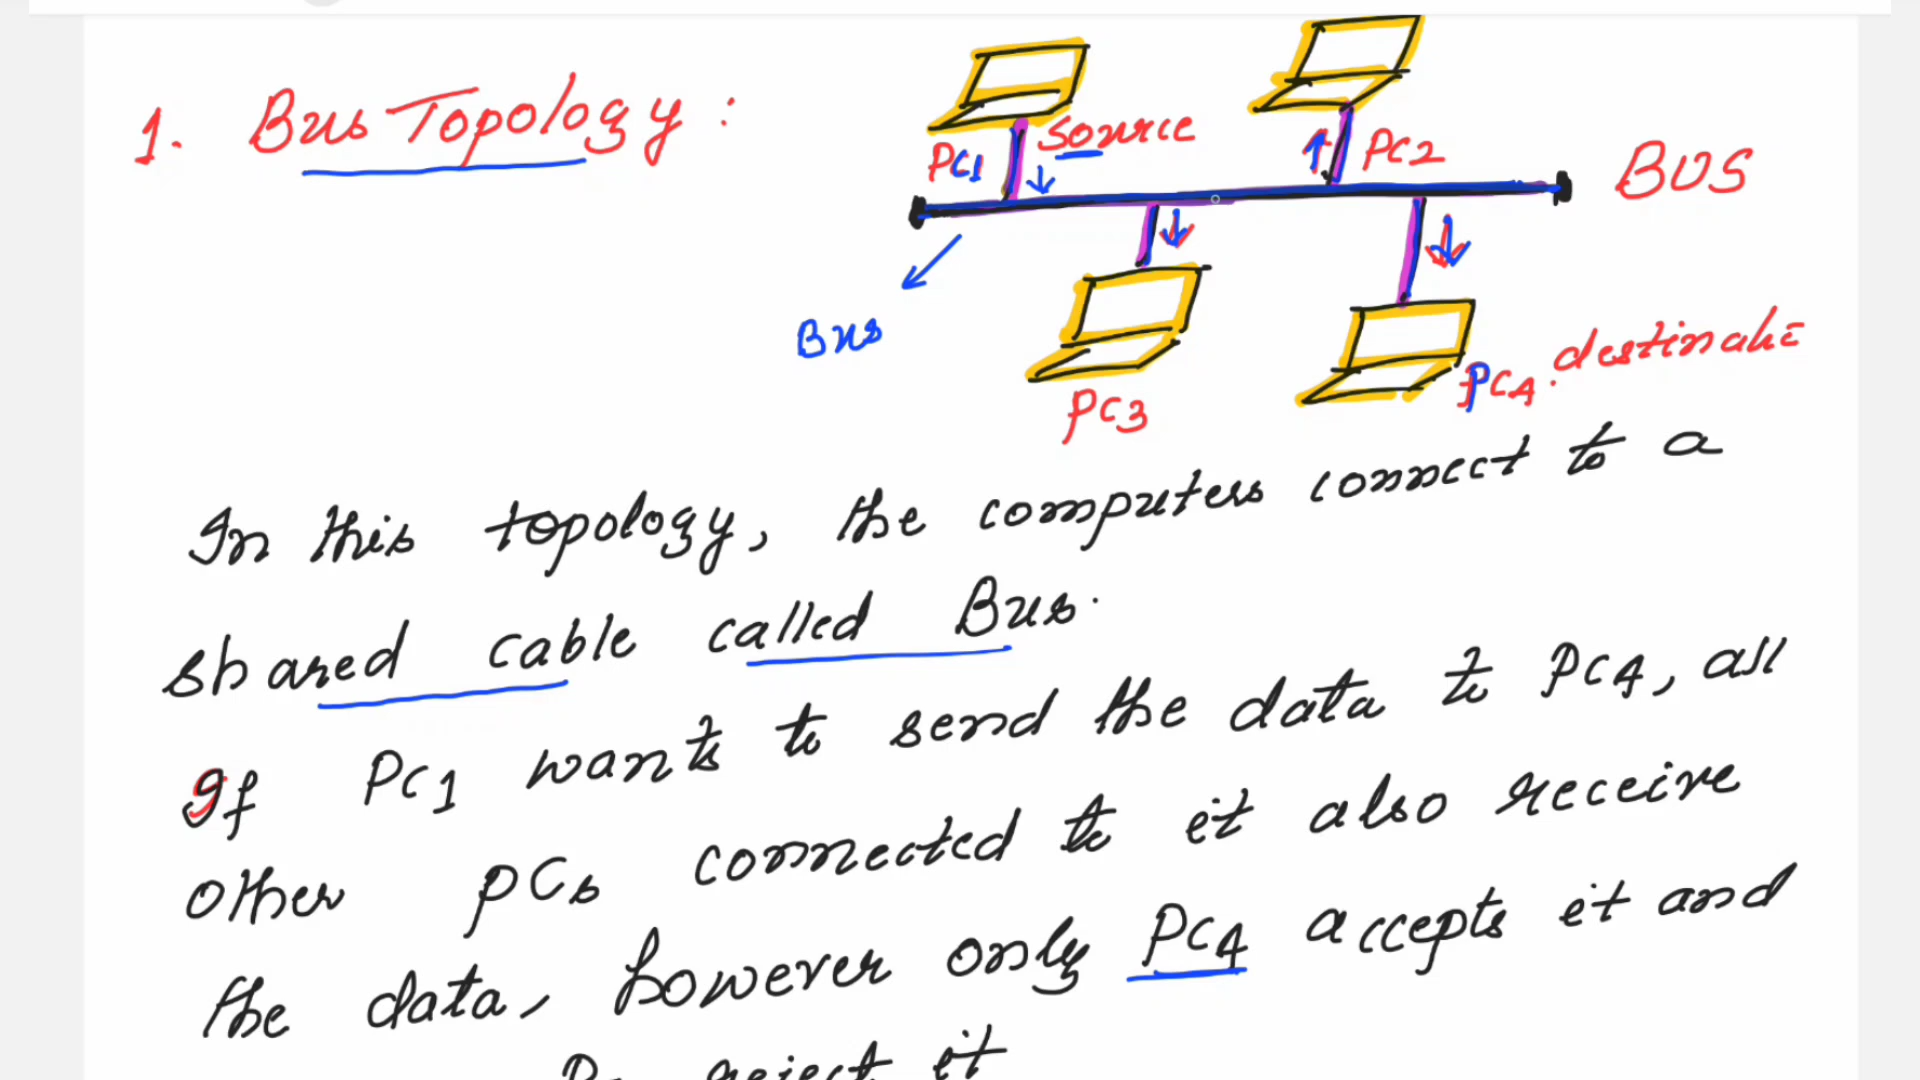 1. Bus Topology :
PC1 Source
PC2
BUS
Bus
PC3
PC4.
In this topology, the computers connect to a
shared cable called Bus.
If PC1 wants to send the data to PC4, all
other PCs connected to it also receive
the data, however only PC4 accepts it and
reject it